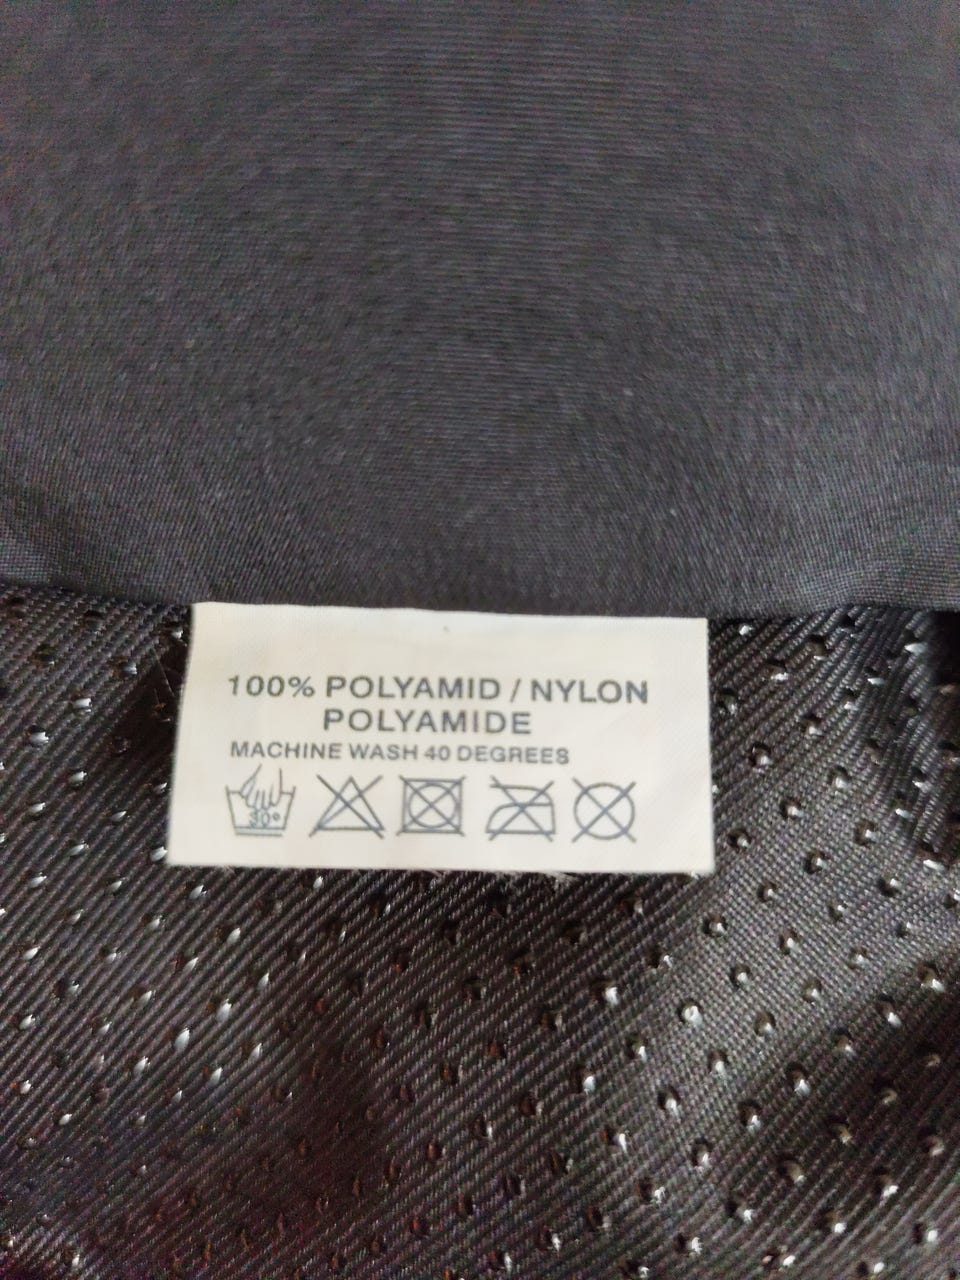 100% POLYAMID / NYLON
POLYAMIDE
MACHINE WASH 40 DEGREES
30°